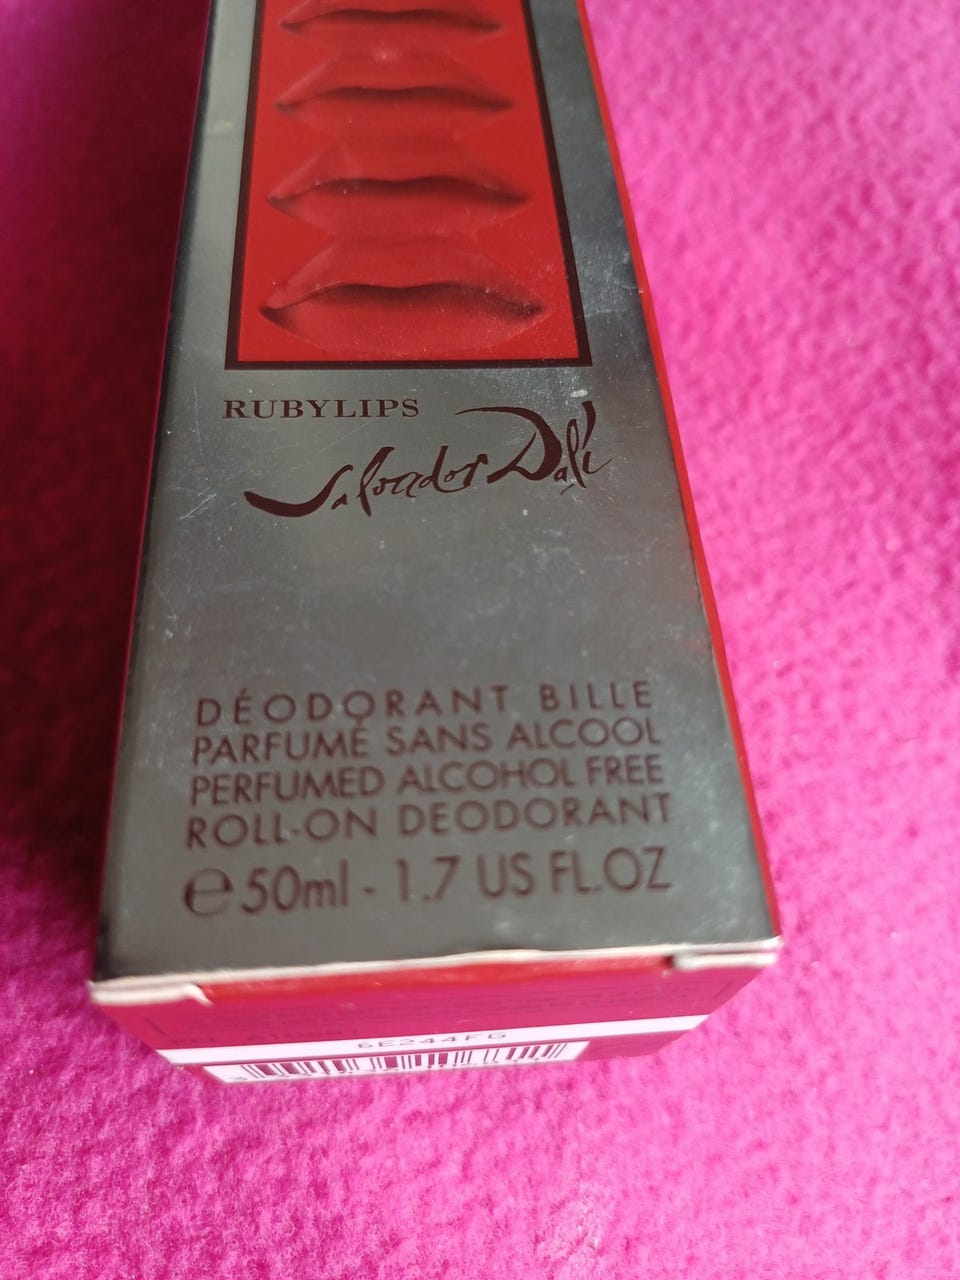 RUBYLIPS
Salvador Dalí
DÉODORANT BILLE
PARFUMÉ SANS ALCOOL
PERFUMED ALCOHOL FREE
ROLL-ON DEODORANT
℮ 50ml - 1.7 US FL.OZ
6E244FG